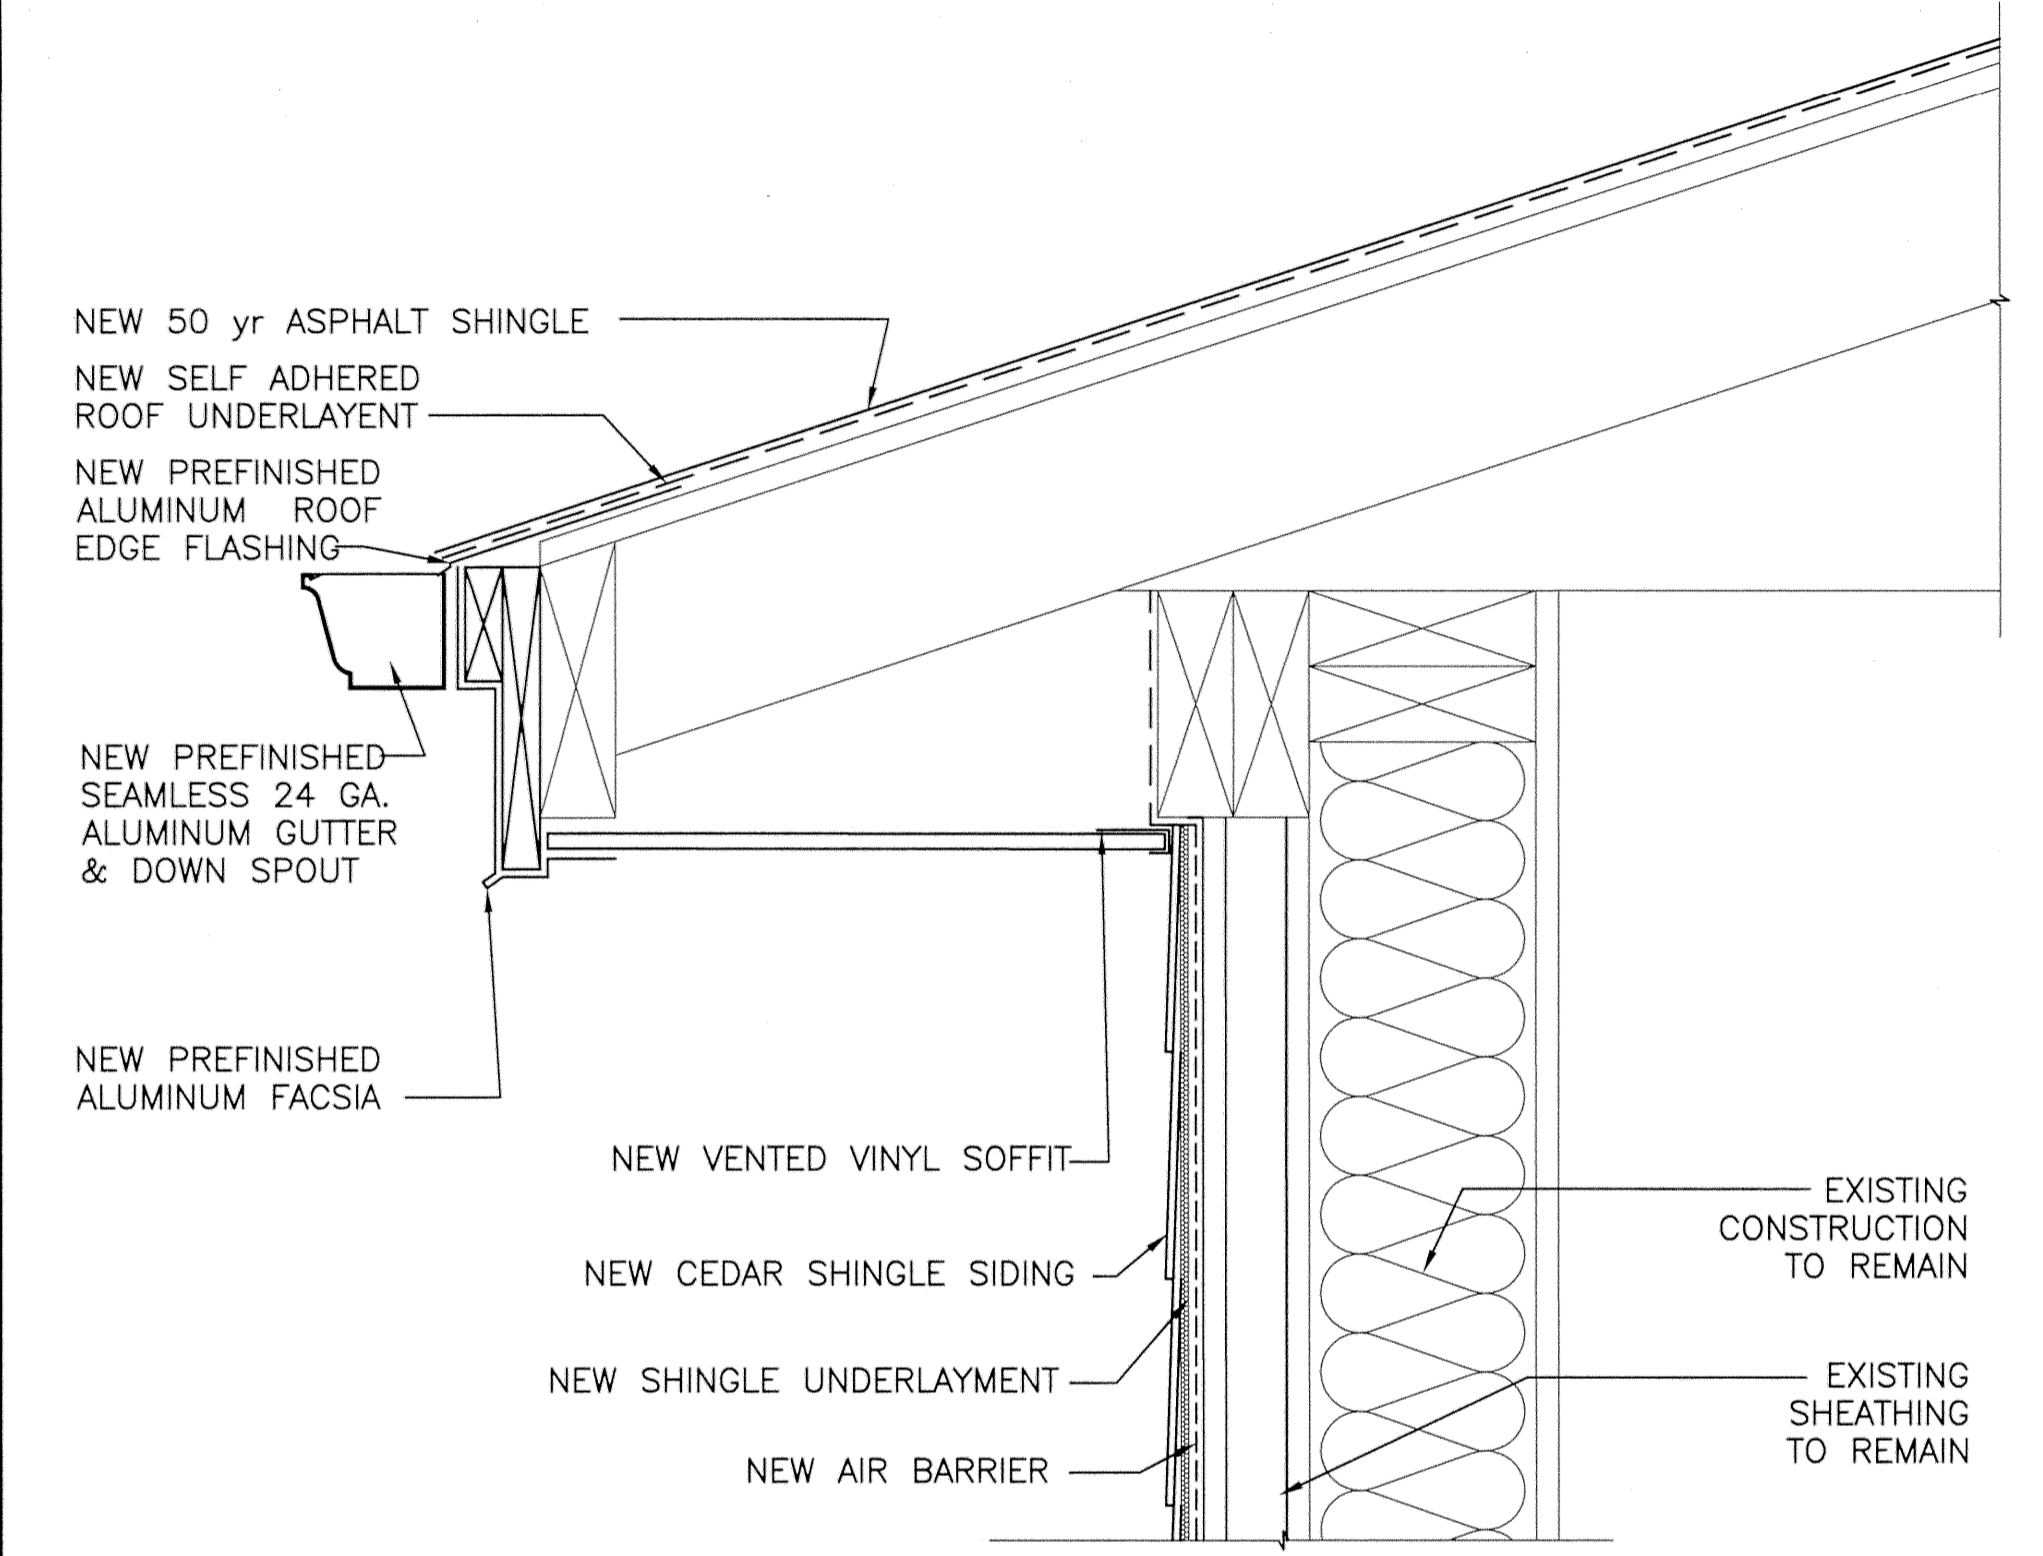 NEW 50 yr ASPHALT SHINGLE
NEW SELF ADHERED
ROOF UNDERLAYENT
NEW PREFINISHED
ALUMINUM ROOF
EDGE FLASHING
NEW PREFINISHED
SEAMLESS 24 GA.
ALUMINUM GUTTER
& DOWN SPOUT
NEW PREFINISHED
ALUMINUM FACSIA
NEW VENTED VINYL SOFFIT
NEW CEDAR SHINGLE SIDING
NEW SHINGLE UNDERLAYMENT
NEW AIR BARRIER
EXISTING
CONSTRUCTION
TO REMAIN
EXISTING
SHEATHING
TO REMAIN